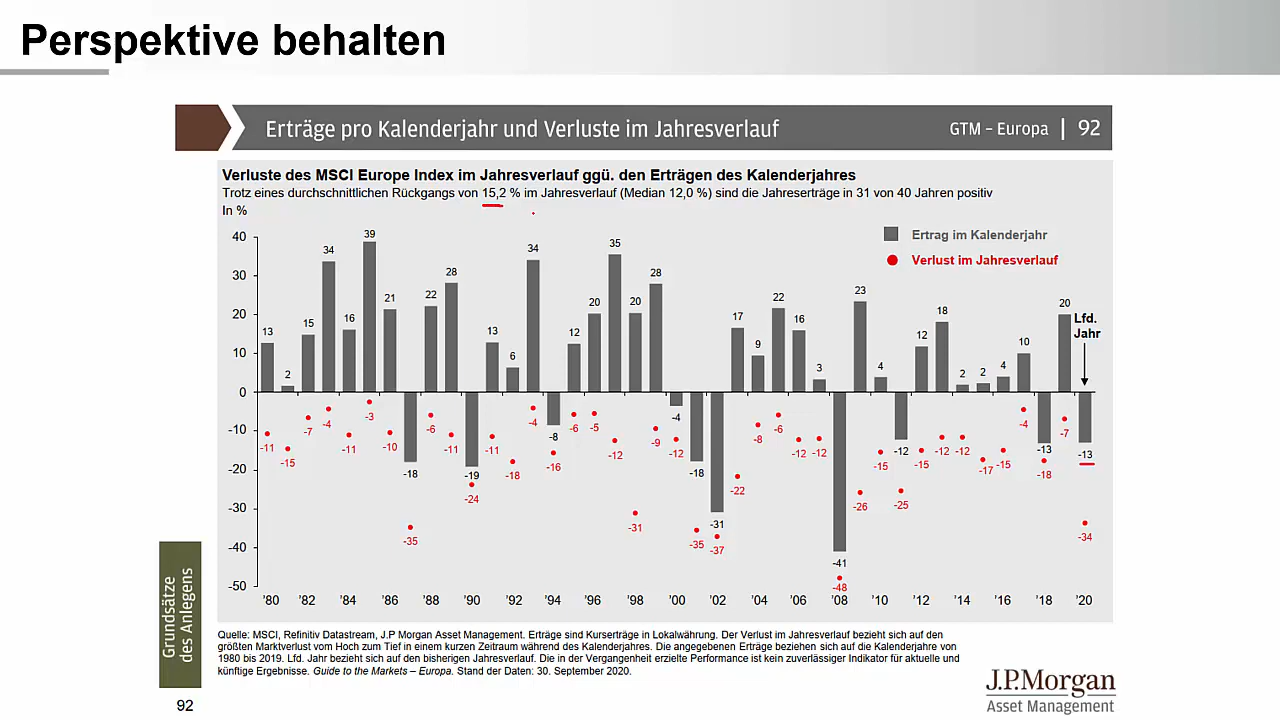 Perspektive behalten
Erträge pro Kalenderjahr und Verluste im Jahresverlauf
GTM – Europa | 92
Verluste des MSCI Europe Index im Jahresverlauf ggü. den Erträgen des Kalenderjahres
Trotz eines durchschnittlichen Rückgangs von 15,2 % im Jahresverlauf (Median 12,0 %) sind die Jahreserträge in 31 von 40 Jahren positiv
In %
Ertrag im Kalenderjahr
Verlust im Jahresverlauf
Lfd.
Jahr
40
30
20
10
0
-10
-20
-30
-40
-50
13 2 15 34 16 39 21 -18 22 28 -19 13 6 34 -8 12 20 35 20 28 -4 -18 -31 17 9 22 16 3 -41 23 4 -12 12 18 2 2 4 10 -13 20 -13
-11 -15 -7 -4 -11 -3 -10 -35 -6 -11 -24 -11 -18 -4 -16 -6 -5 -12 -31 -9 -12 -35 -37 -22 -8 -6 -12 -12 -48 -26 -15 -25 -15 -12 -12 -17 -15 -4 -18 -7 -34
’80 ’82 ’84 ’86 ’88 ’90 ’92 ’94 ’96 ’98 ’00 ’02 ’04 ’06 ’08 ’10 ’12 ’14 ’16 ’18 ’20
Grundsätze
des Anlegens
Quelle: MSCI, Refinitiv Datastream, J.P Morgan Asset Management. Erträge sind Kurserträge in Lokalwährung. Der Verlust im Jahresverlauf bezieht sich auf den
größten Marktverlust vom Hoch zum Tief in einem kurzen Zeitraum während des Kalenderjahres. Die angegebenen Erträge beziehen sich auf die Kalenderjahre von
1980 bis 2019. Lfd. Jahr bezieht sich auf den bisherigen Jahresverlauf. Die in der Vergangenheit erzielte Performance ist kein zuverlässiger Indikator für aktuelle und
künftige Ergebnisse. Guide to the Markets – Europa. Stand der Daten: 30. September 2020.
J.P.Morgan
Asset Management
92